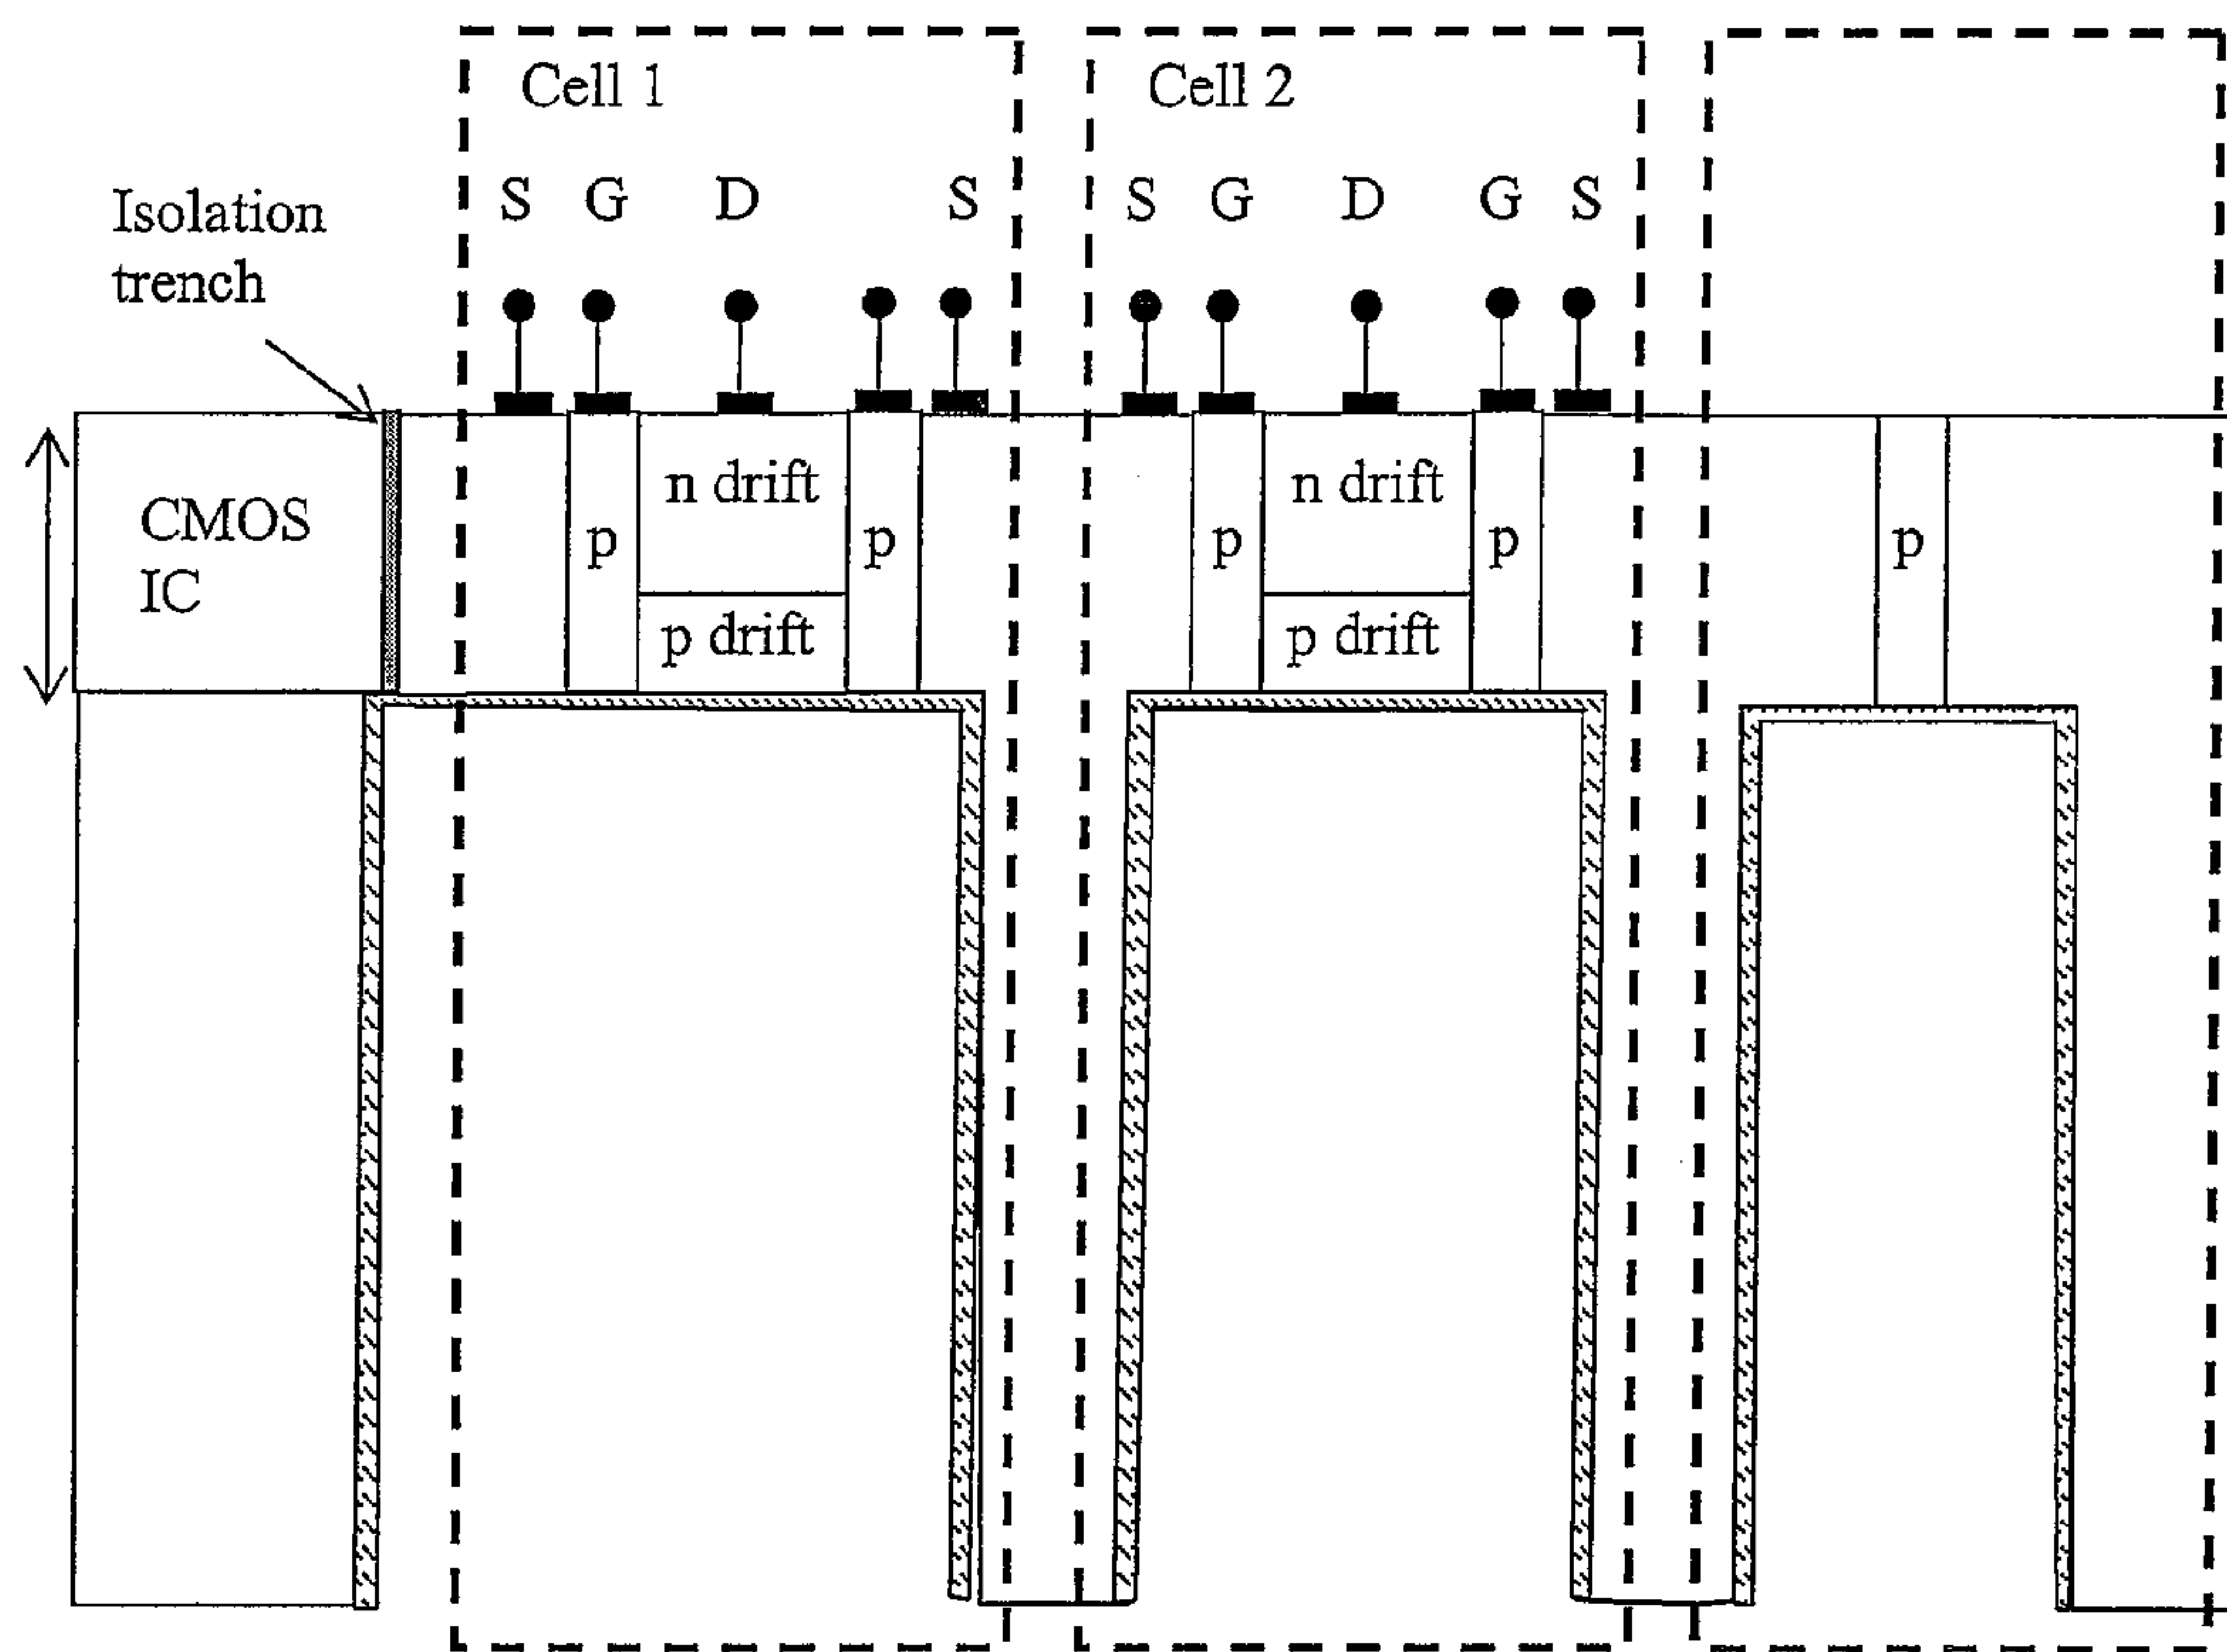 Cell 1
Cell 2
S G D S
S G D G S
Isolation
trench
CMOS
IC
p
n drift
p drift
p
p
n drift
p drift
p
p